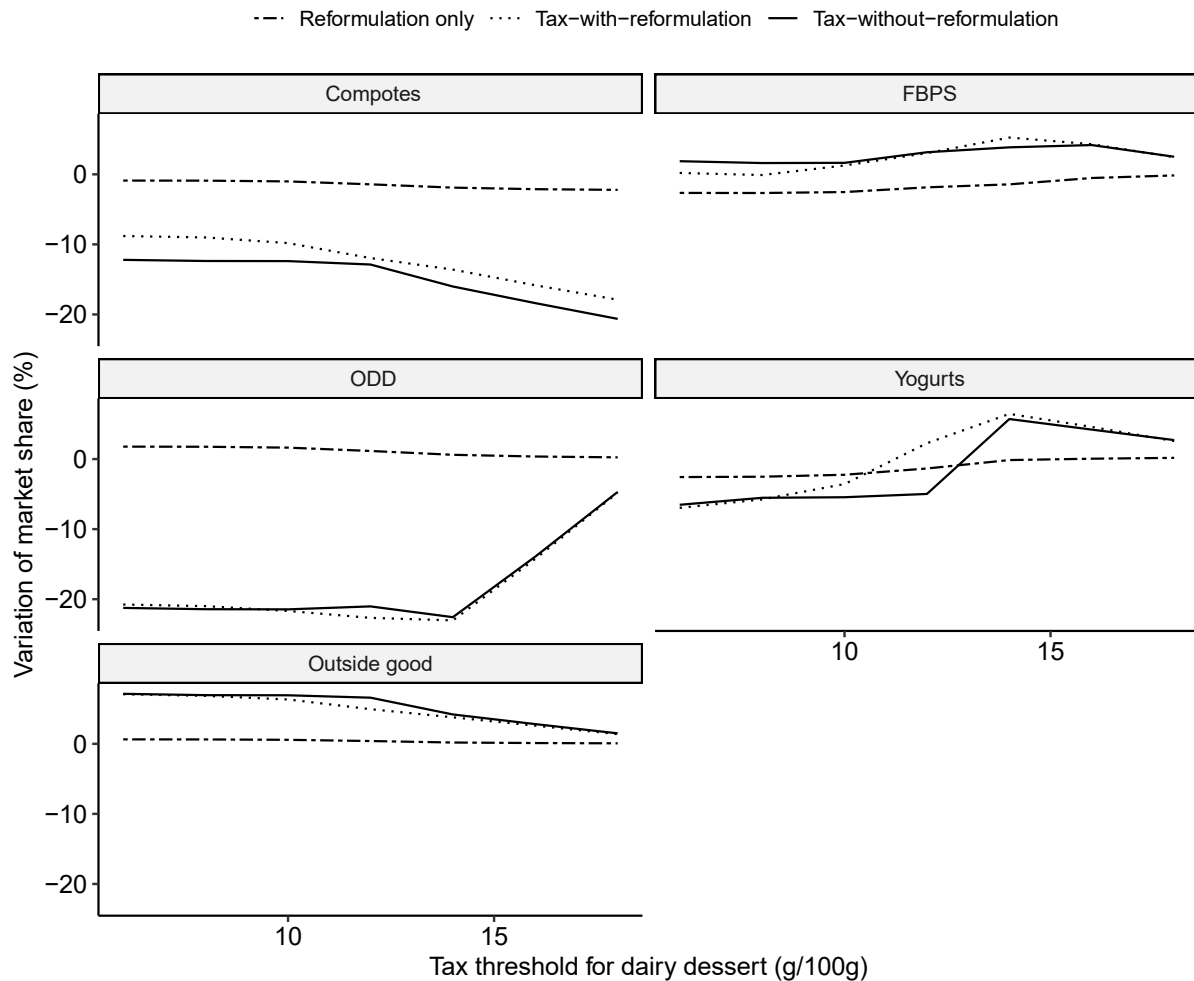 Reformulation only Tax−with−reformulation Tax−without−reformulation
Compotes
FBPS
0
−10
−20
ODD
Yogurts
0
−10
−20
10 15
Outside good
0
−10
−20
10 15
Variation of market share (%)
Tax threshold for dairy dessert (g/100g)